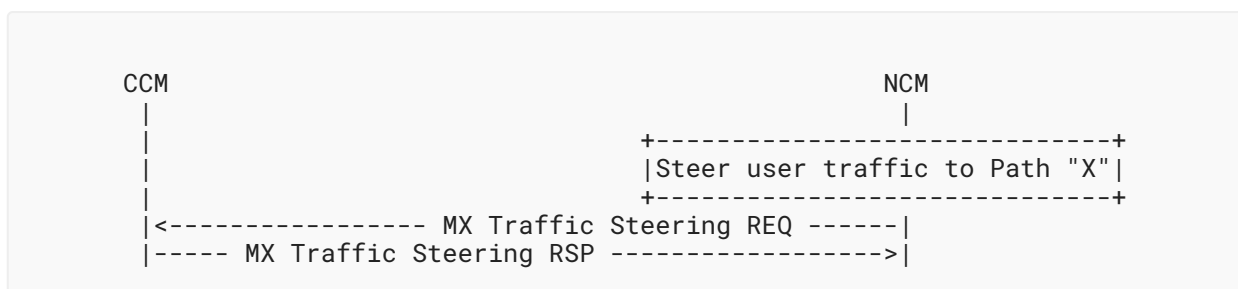 CCM NCM
| |
| +------------------------------+
| |Steer user traffic to Path "X"|
| +------------------------------+
|<----------------- MX Traffic Steering REQ ------|
|----- MX Traffic Steering RSP ------------------>|